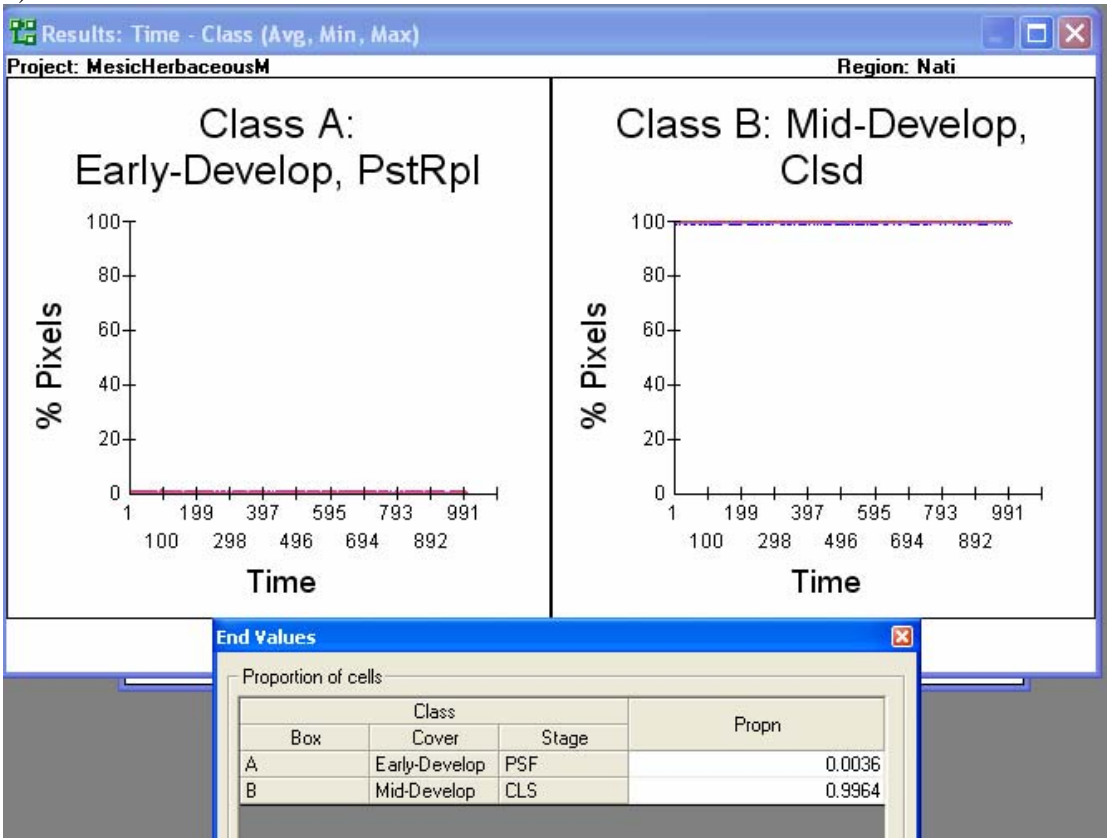 Results: Time - Class (Avg, Min, Max)
Project: MesicHerbaceousM Region: Nati
Class A:
Early-Develop, PstRpl
100
80
60
40
20
0
% Pixels
1 199 397 595 793 991
100 298 496 694 892
Time
Class B: Mid-Develop,
Clsd
100
80
60
40
20
0
% Pixels
1 199 397 595 793 991
100 298 496 694 892
Time
End Values
Proportion of cells
Class Propn
Box Cover Stage
A Early-Develop PSF 0.0036
B Mid-Develop CLS 0.9964